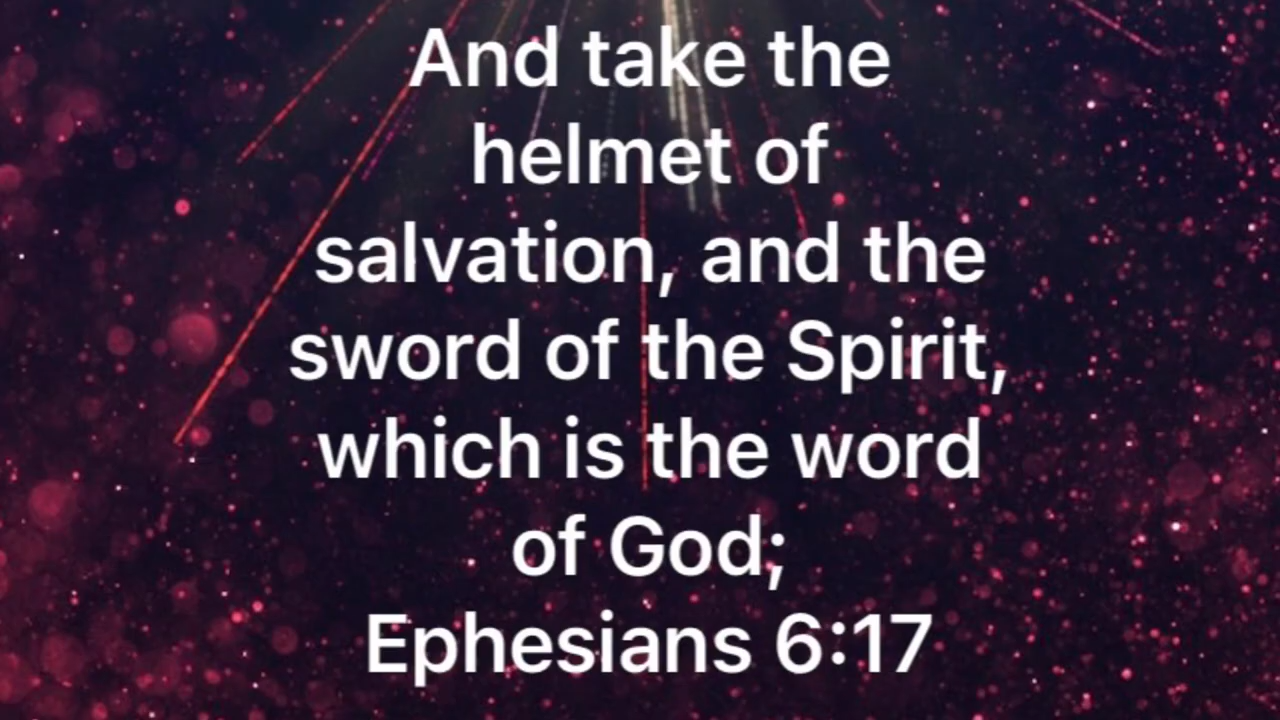 And take the
helmet of
salvation, and the
sword of the Spirit,
which is the word
of God;
Ephesians 6:17